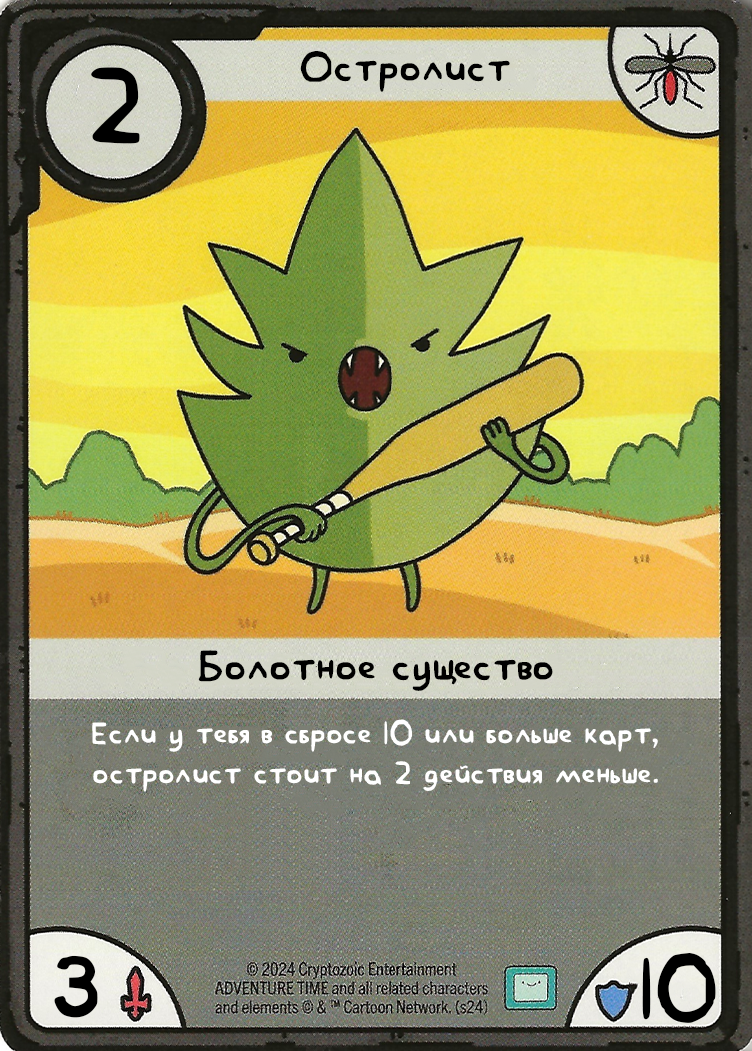 2
Остролист
Болотное существо
Если у тебя в сбросе 10 или больше карт,
остролист стоит на 2 действия меньше.
3
© 2024 Cryptozoic Entertainment
ADVENTURE TIME and all related characters
and elements © & ™ Cartoon Network. (s24)
10